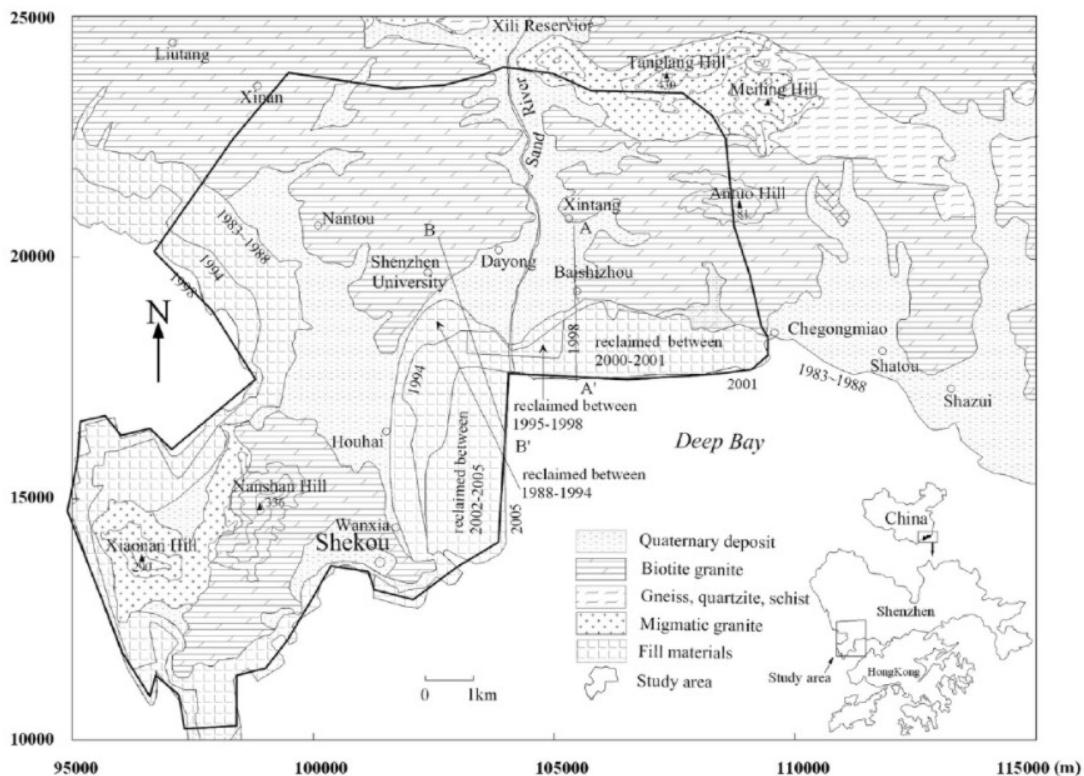 25000
20000
15000
10000
95000
100000
105000
110000
115000 (m)
Xili Reservior
Liutang
Tanglang Hill
430
Meiling Hill
Xinan
Sand River
Antuo Hill
Xintang
Nantou
B
A
1983-1988
1994
1998
Shenzhen
University
Dayong
Baishizhou
N
1998
reclaimed between
2000-2001
Chegongmiao
Shatou
1983~1988
Shazui
2001
A'
1994
reclaimed between
1995-1998
Houhai
B'
Deep Bay
reclaimed between
2002-2005
reclaimed between
1988-1994
2005
Nanshan Hill
336
Wanxia
Shekou
Xiaonan Hill
290
Quaternary deposit
Biotite granite
Gneiss, quartzite, schist
Migmatic granite
Fill materials
Study area
0 1km
China
Shenzhen
Study area
HongKong